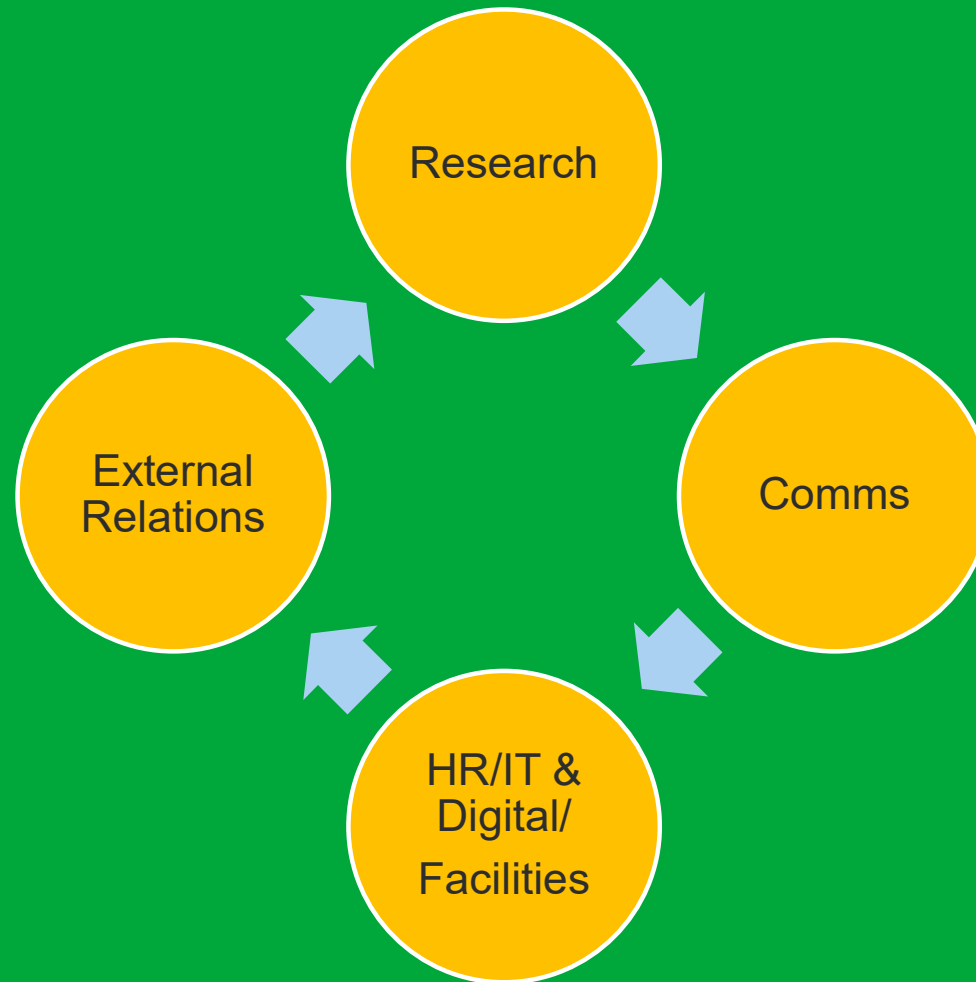 Research
Comms
HR/IT &
Digital/
Facilities
External
Relations